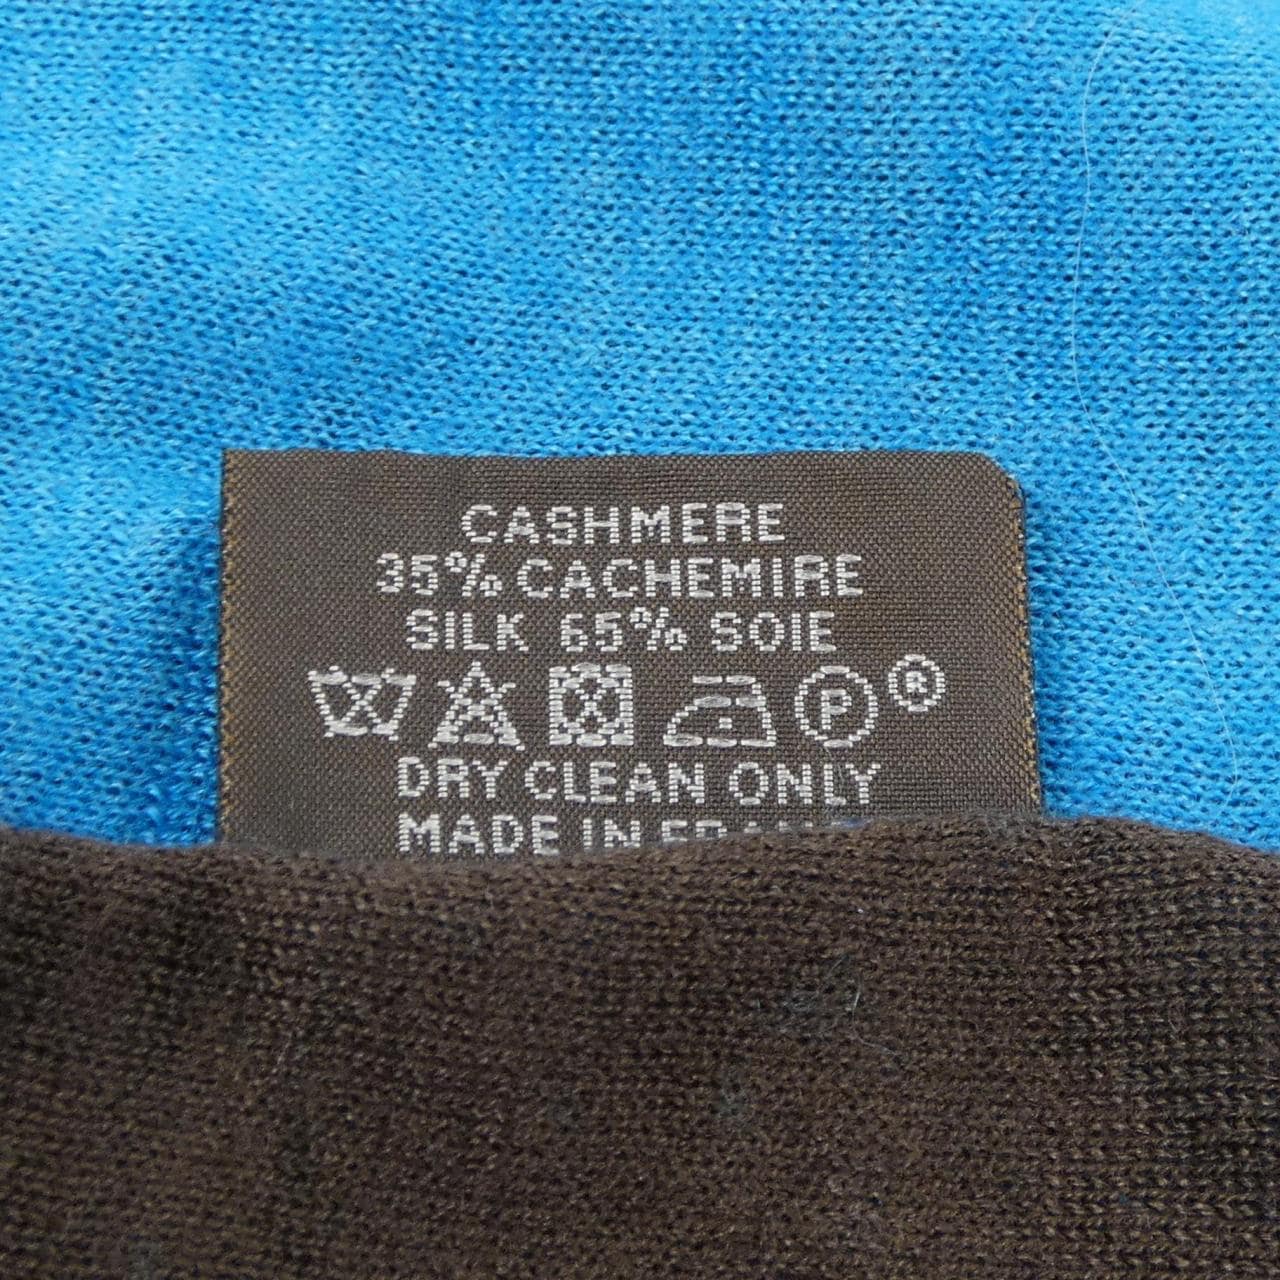 CASHMERE
35% CACHEMIRE
SILK 65% SOIE
P ®
DRY CLEAN ONLY
MADE IN